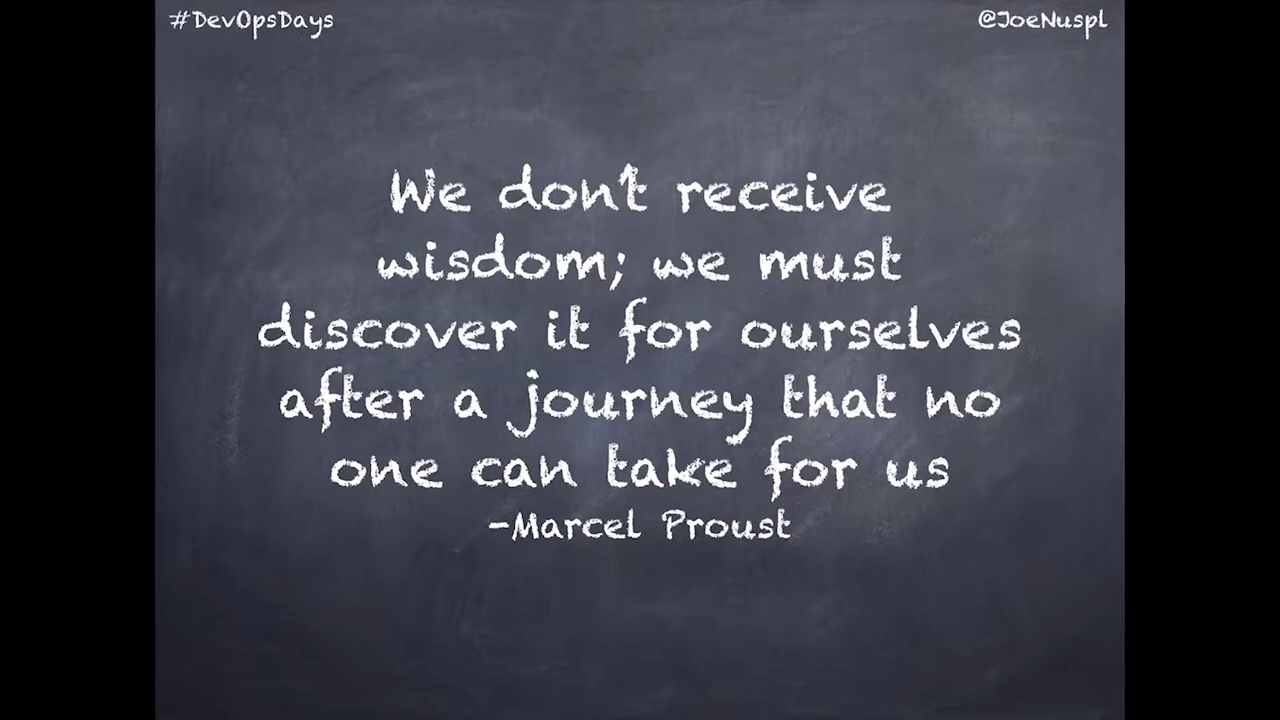 #DevOpsDays
@JoeNuspl
We don't receive
wisdom; we must
discover it for ourselves
after a journey that no
one can take for us
-Marcel Proust